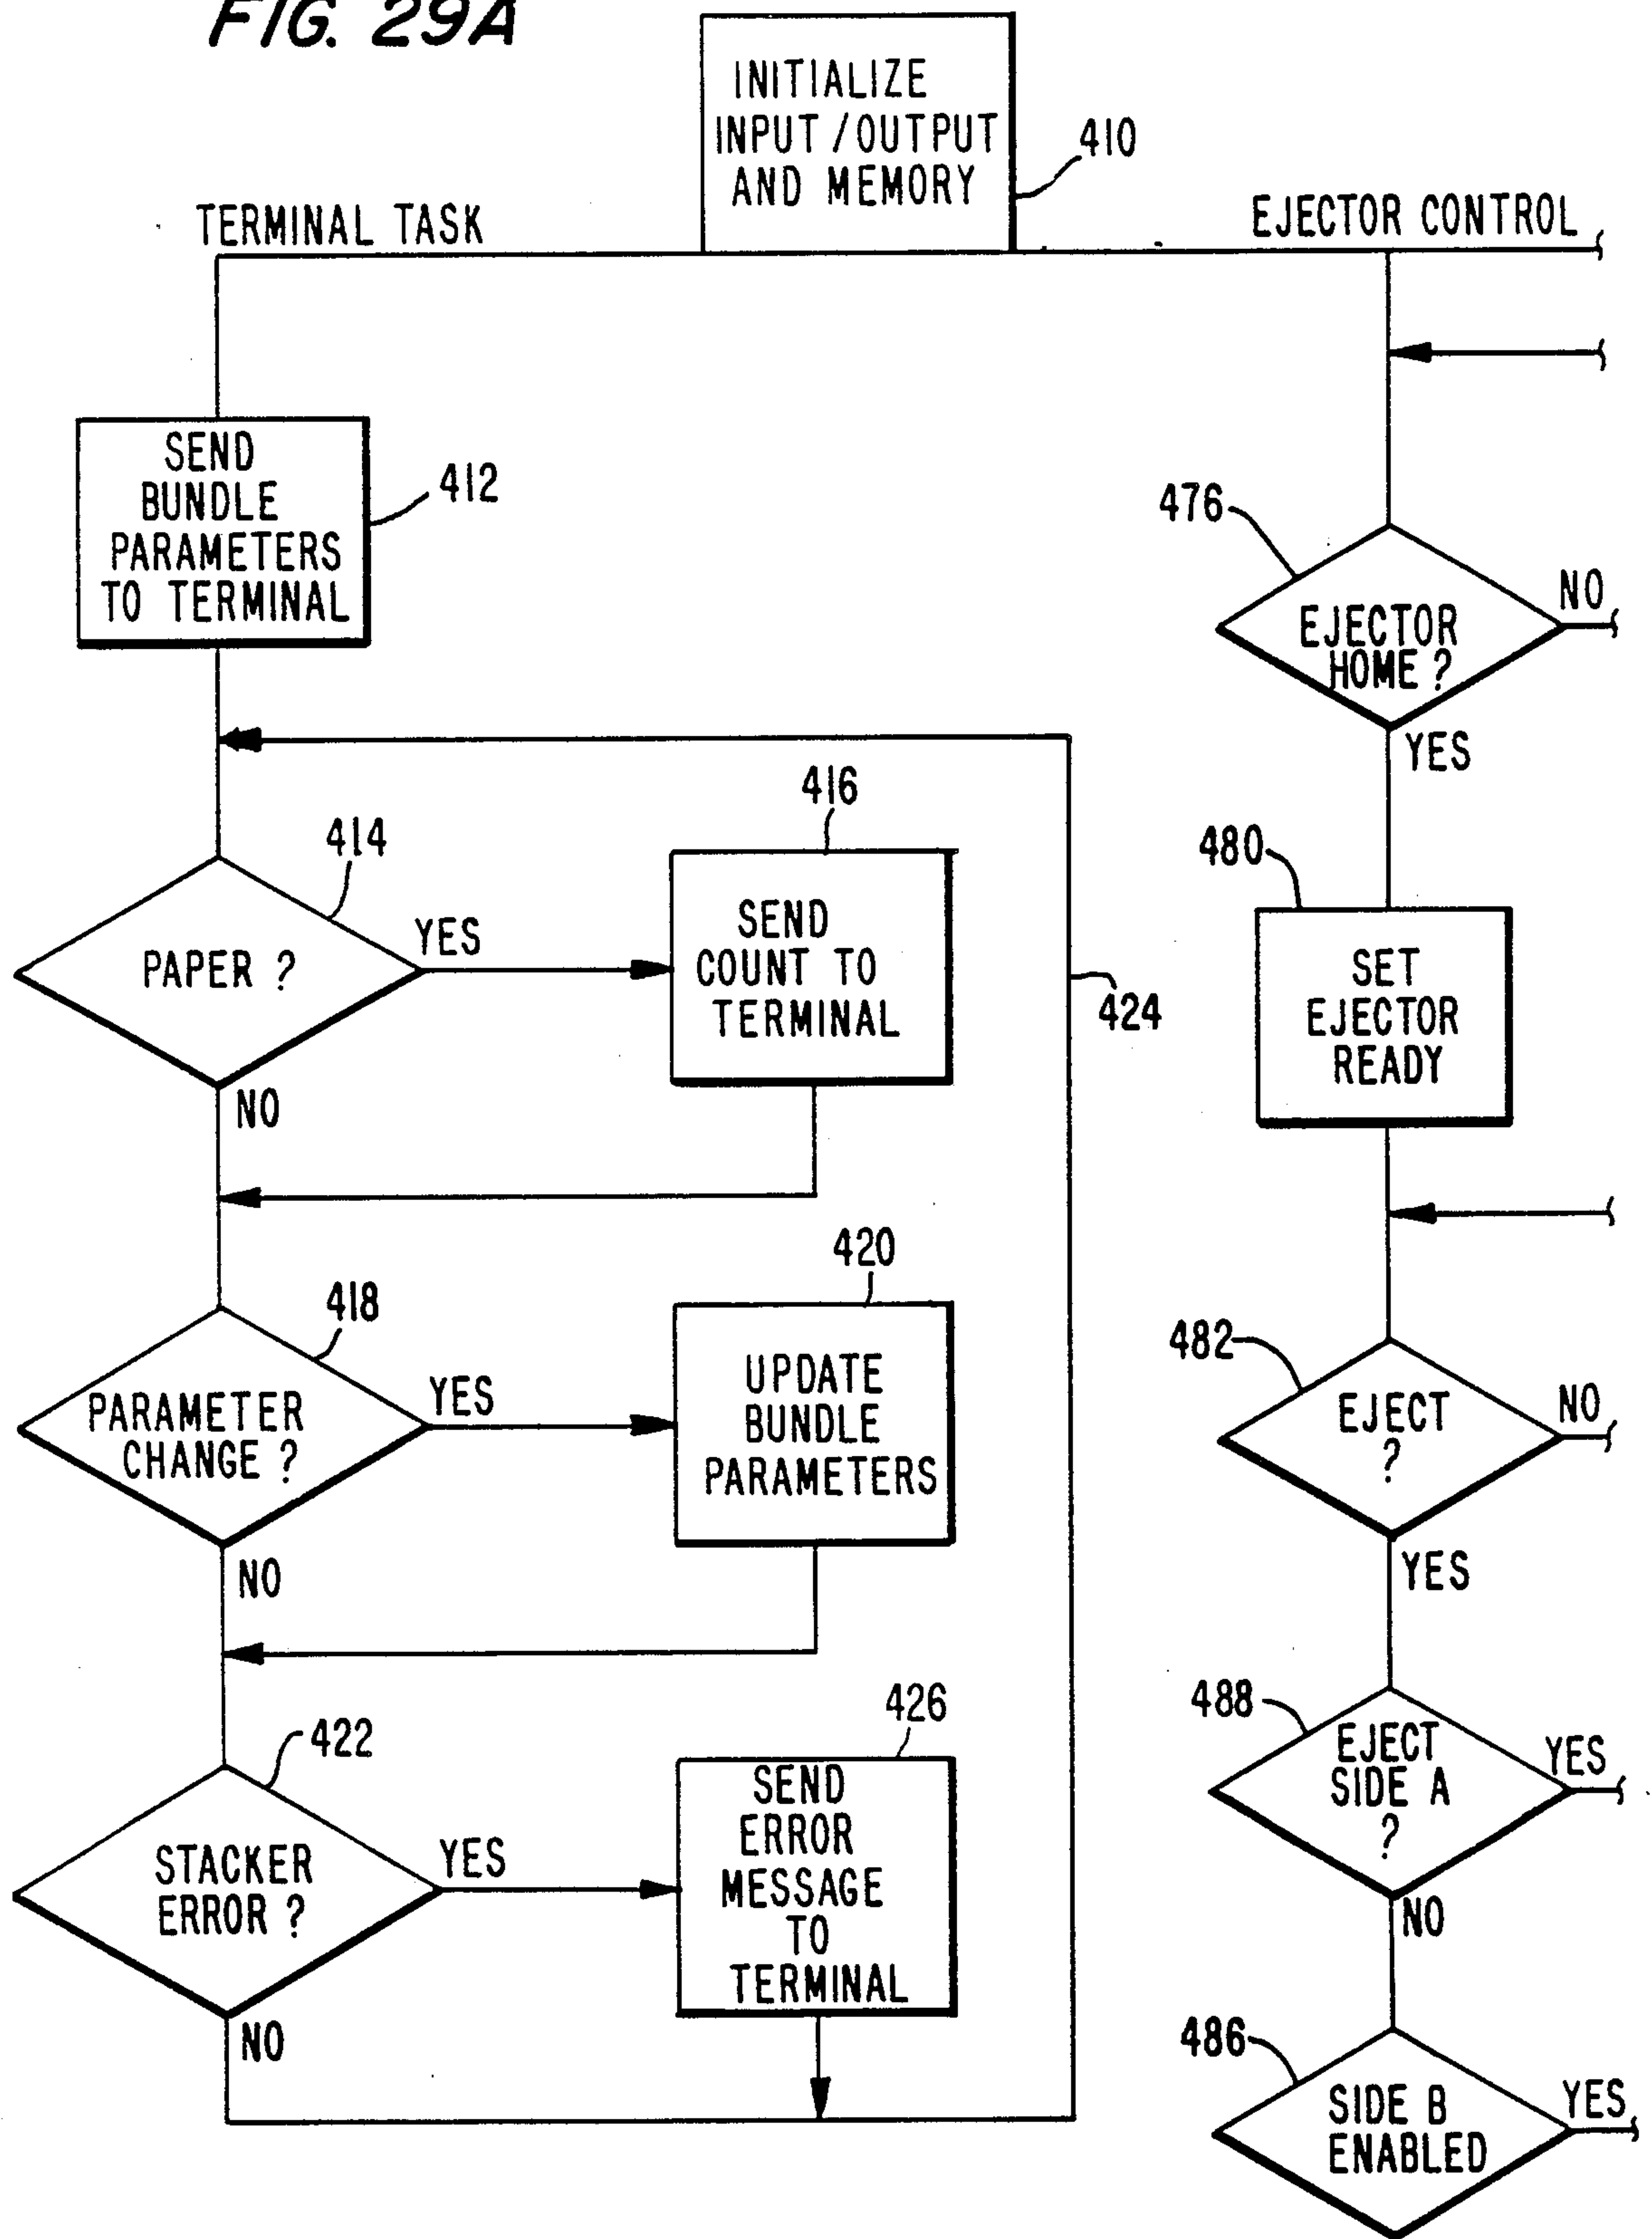 FIG. 29A
INITIALIZE
INPUT/OUTPUT
AND MEMORY
410
TERMINAL TASK
EJECTOR CONTROL
SEND
BUNDLE
PARAMETERS
TO TERMINAL
412
476
EJECTOR
HOME ?
NO
YES
414
PAPER ?
YES
NO
416
SEND
COUNT TO
TERMINAL
424
480
SET
EJECTOR
READY
418
PARAMETER
CHANGE ?
YES
NO
420
UPDATE
BUNDLE
PARAMETERS
482
EJECT
?
NO
YES
422
STACKER
ERROR ?
YES
NO
426
SEND
ERROR
MESSAGE
TO
TERMINAL
488
EJECT
SIDE A
?
YES
NO
486
SIDE B
ENABLED
YES